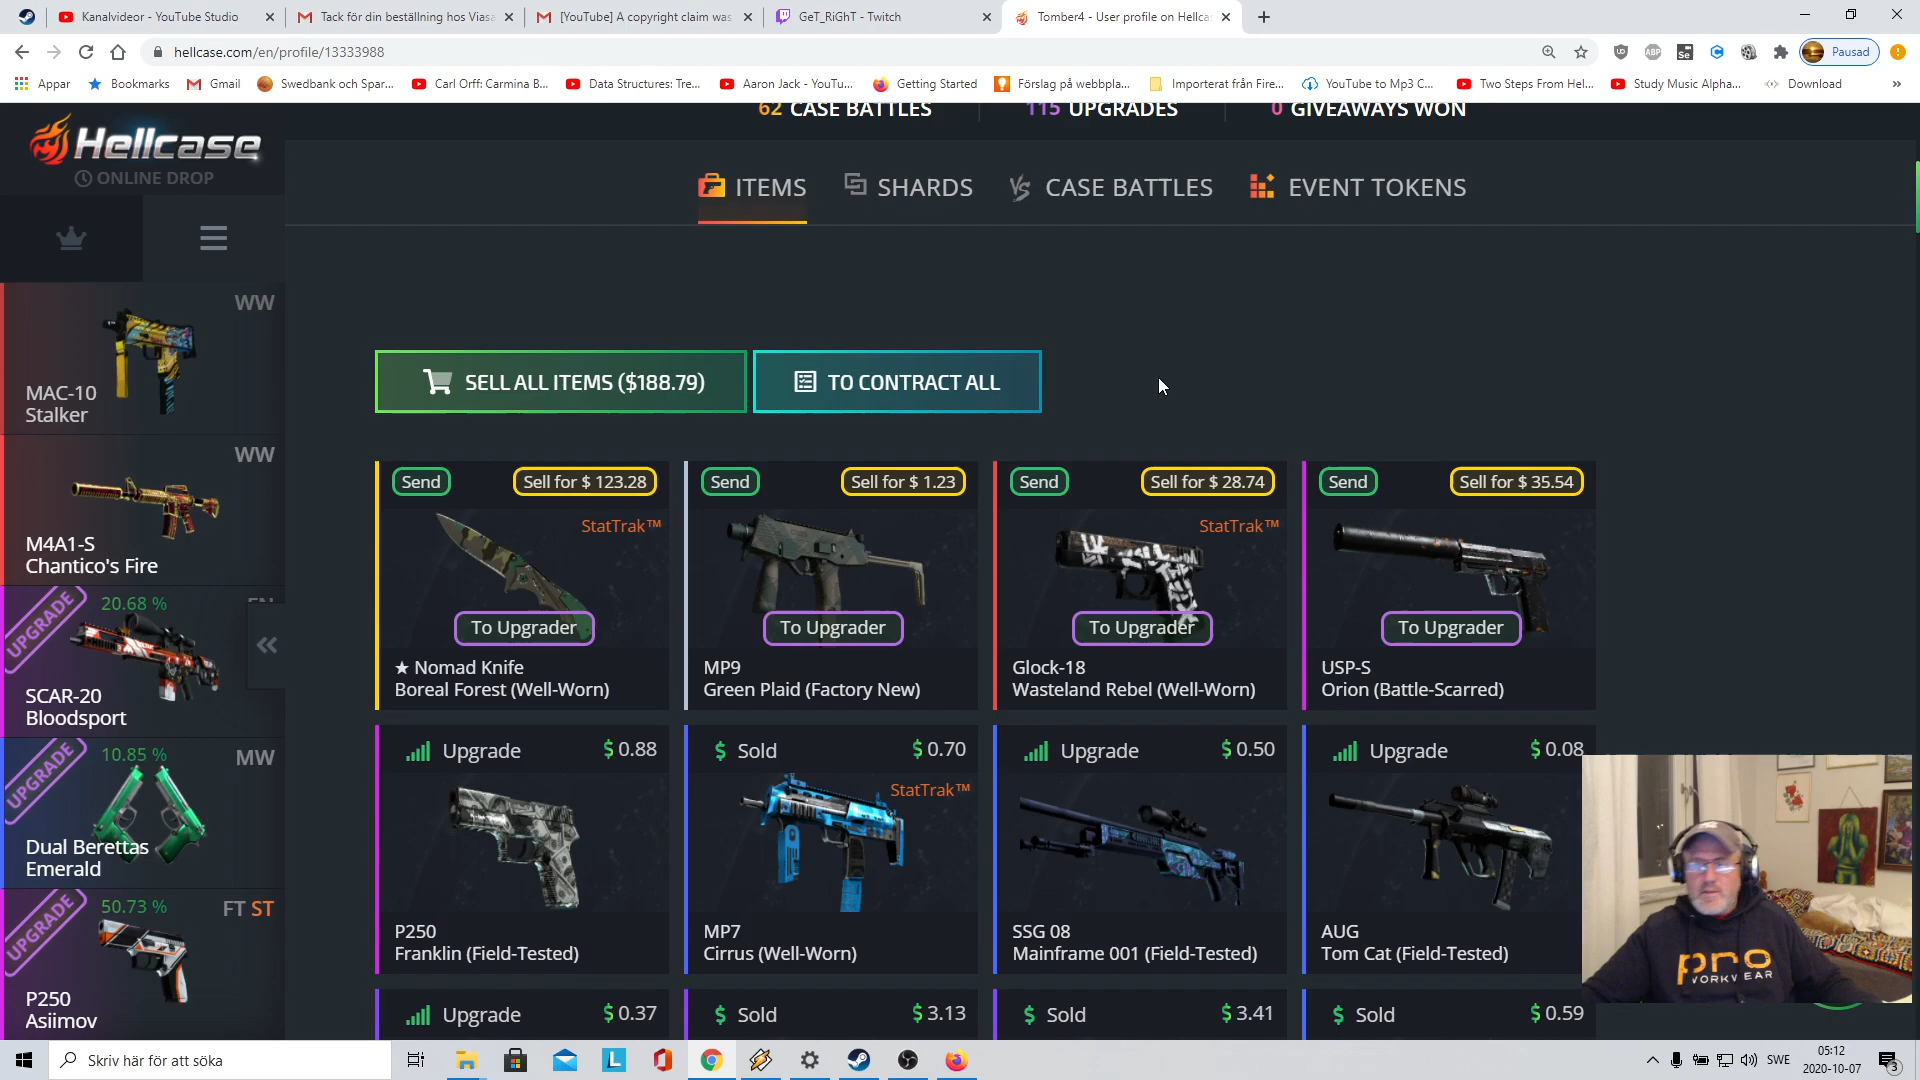 Kanalvideor - YouTube Studio
Tack för din beställning hos Viasa
[YouTube] A copyright claim was
GeT_RiGhT - Twitch
Tomber4 - User profile on Hellca
hellcase.com/en/profile/13333988
Pausad
Appar
Bookmarks
Gmail
Swedbank och Spar...
Carl Orff: Carmina B...
Data Structures: Tre...
Aaron Jack - YouTu...
Getting Started
Förslag på webbpla...
Importerat från Fire...
YouTube to Mp3 C...
Two Steps From Hel...
Study Music Alpha...
Download
Hellcase
ONLINE DROP
62 CASE BATTLES
115 UPGRADES
0 GIVEAWAYS WON
ITEMS
SHARDS
CASE BATTLES
EVENT TOKENS
WW
MAC-10
Stalker
WW
M4A1-S
Chantico's Fire
UPGRADE
20.68 %
SCAR-20
Bloodsport
UPGRADE
10.85 %
MW
Dual Berettas
Emerald
UPGRADE
50.73 %
FT ST
P250
Asiimov
SELL ALL ITEMS ($188.79)
TO CONTRACT ALL
Send
Sell for $ 123.28
StatTrak™
To Upgrader
★ Nomad Knife
Boreal Forest (Well-Worn)
Send
Sell for $ 1.23
To Upgrader
MP9
Green Plaid (Factory New)
Send
Sell for $ 28.74
StatTrak™
To Upgrader
Glock-18
Wasteland Rebel (Well-Worn)
Send
Sell for $ 35.54
To Upgrader
USP-S
Orion (Battle-Scarred)
Upgrade
$ 0.88
P250
Franklin (Field-Tested)
$ Sold
$ 0.70
StatTrak™
MP7
Cirrus (Well-Worn)
Upgrade
$ 0.50
SSG 08
Mainframe 001 (Field-Tested)
Upgrade
$ 0.08
AUG
Tom Cat (Field-Tested)
Upgrade
$ 0.37
$ Sold
$ 3.13
$ Sold
$ 3.41
$ Sold
$ 0.59
pro
WORKWEAR
Skriv här för att söka
SWE
05:12
2020-10-07
3